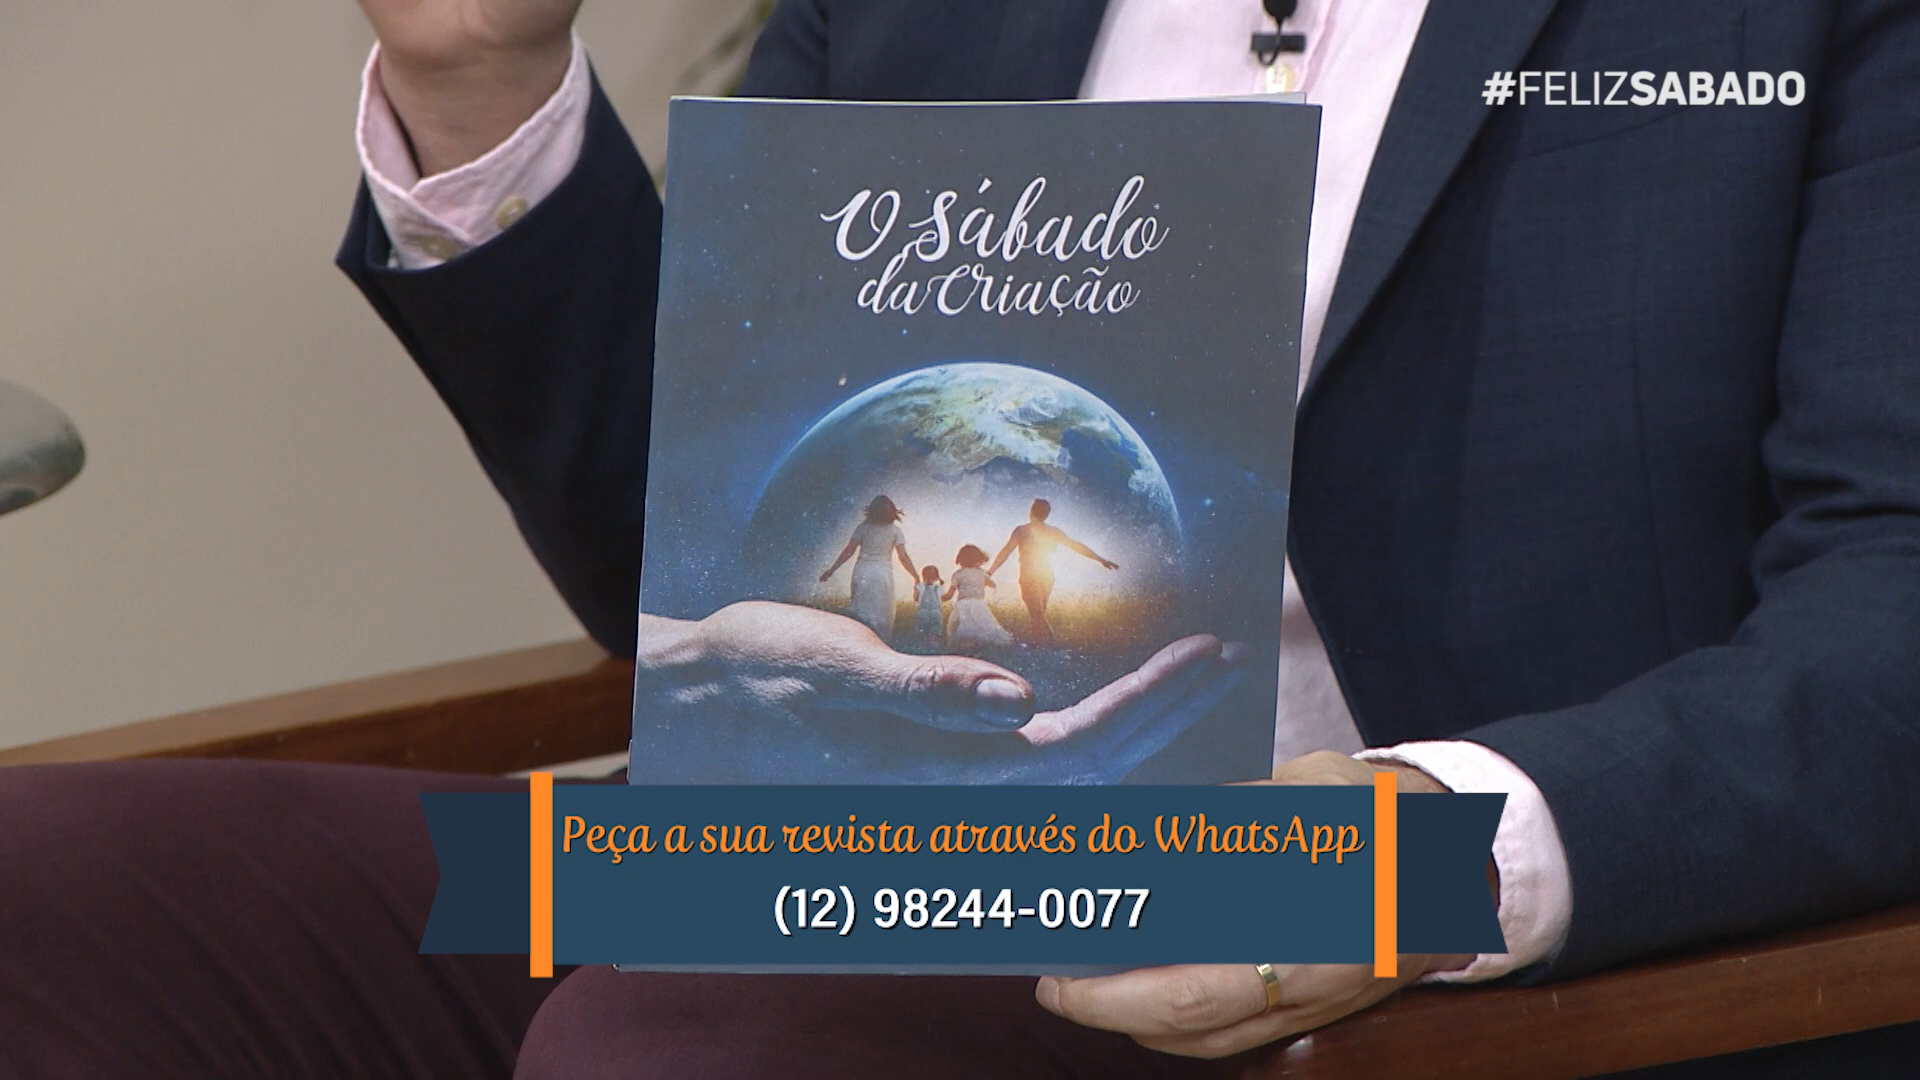 #FELIZSABADO
O Sábado
da Criação
Peça a sua revista através do WhatsApp
(12) 98244-0077